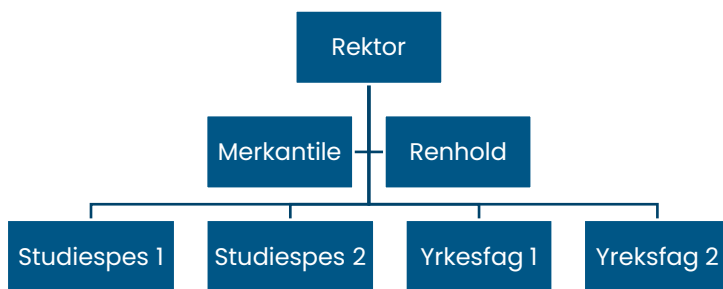 Rektor
Merkantile
Renhold
Studiespes 1
Studiespes 2
Yrkesfag 1
Yreksfag 2